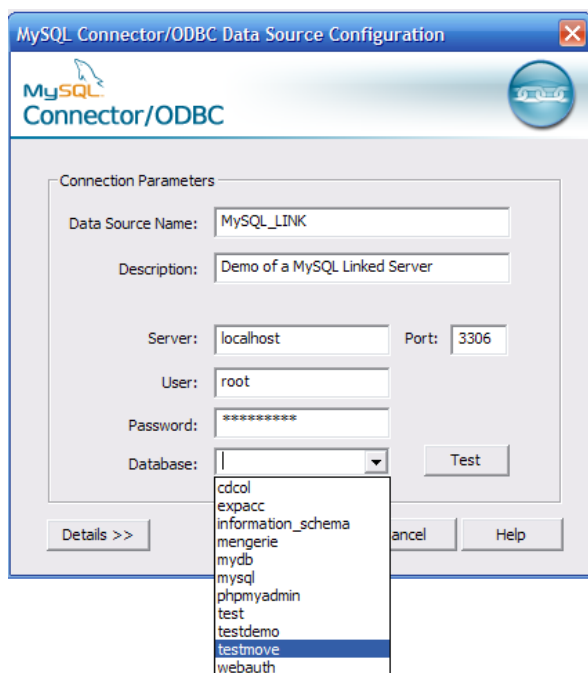 MySQL Connector/ODBC Data Source Configuration
MySQL
Connector/ODBC
Connection Parameters
Data Source Name: MySQL_LINK
Description: Demo of a MySQL Linked Server
Server: localhost Port: 3306
User: root
Password: *********
Database: Test
cdcol
expacc
information_schema
mengerie
mydb
mysql
phpmyadmin
test
testdemo
testmove
webauth
Details >> ancel Help